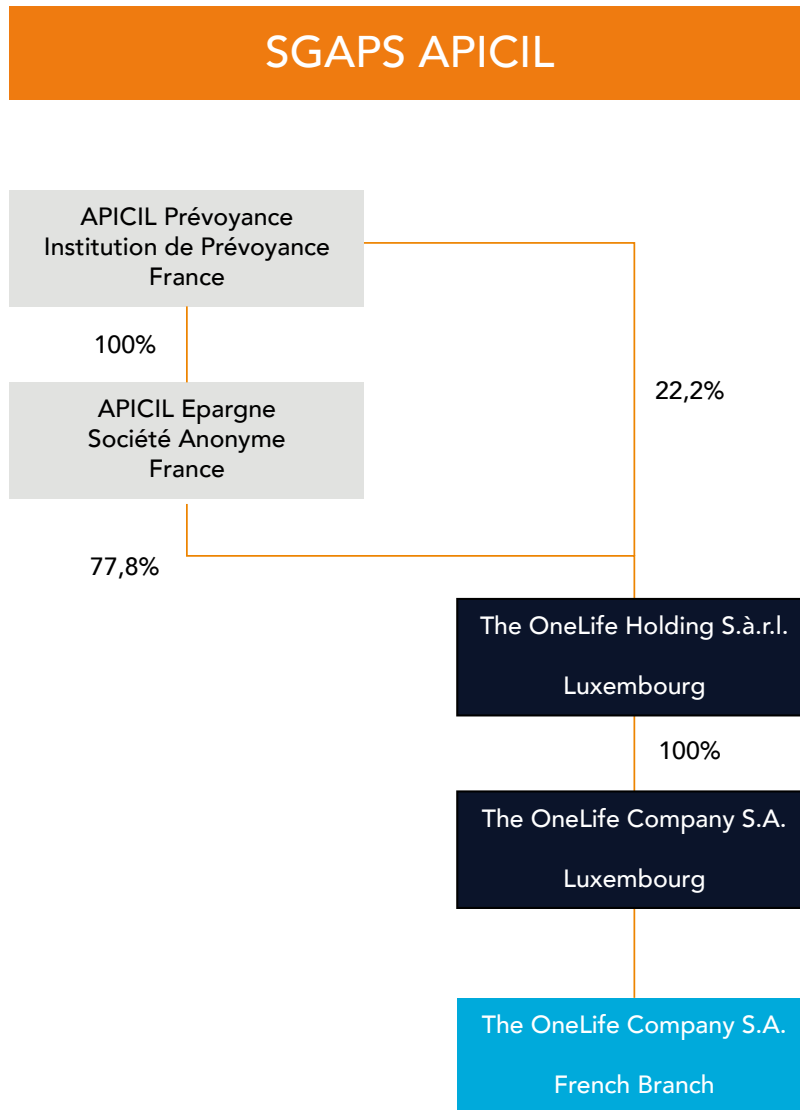 SGAPS APICIL
APICIL Prévoyance
Institution de Prévoyance
France
100%
22,2%
APICIL Epargne
Société Anonyme
France
77,8%
The OneLife Holding S.à.r.l.
Luxembourg
100%
The OneLife Company S.A.
Luxembourg
The OneLife Company S.A.
French Branch